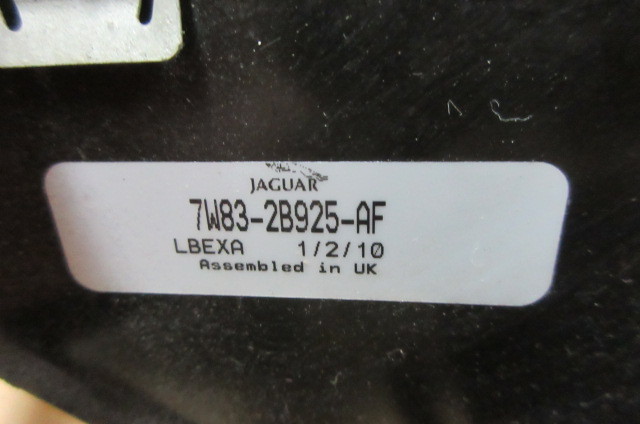 JAGUAR
7W83-2B925-AF
LBEXA 1/2/10
Assembled in UK